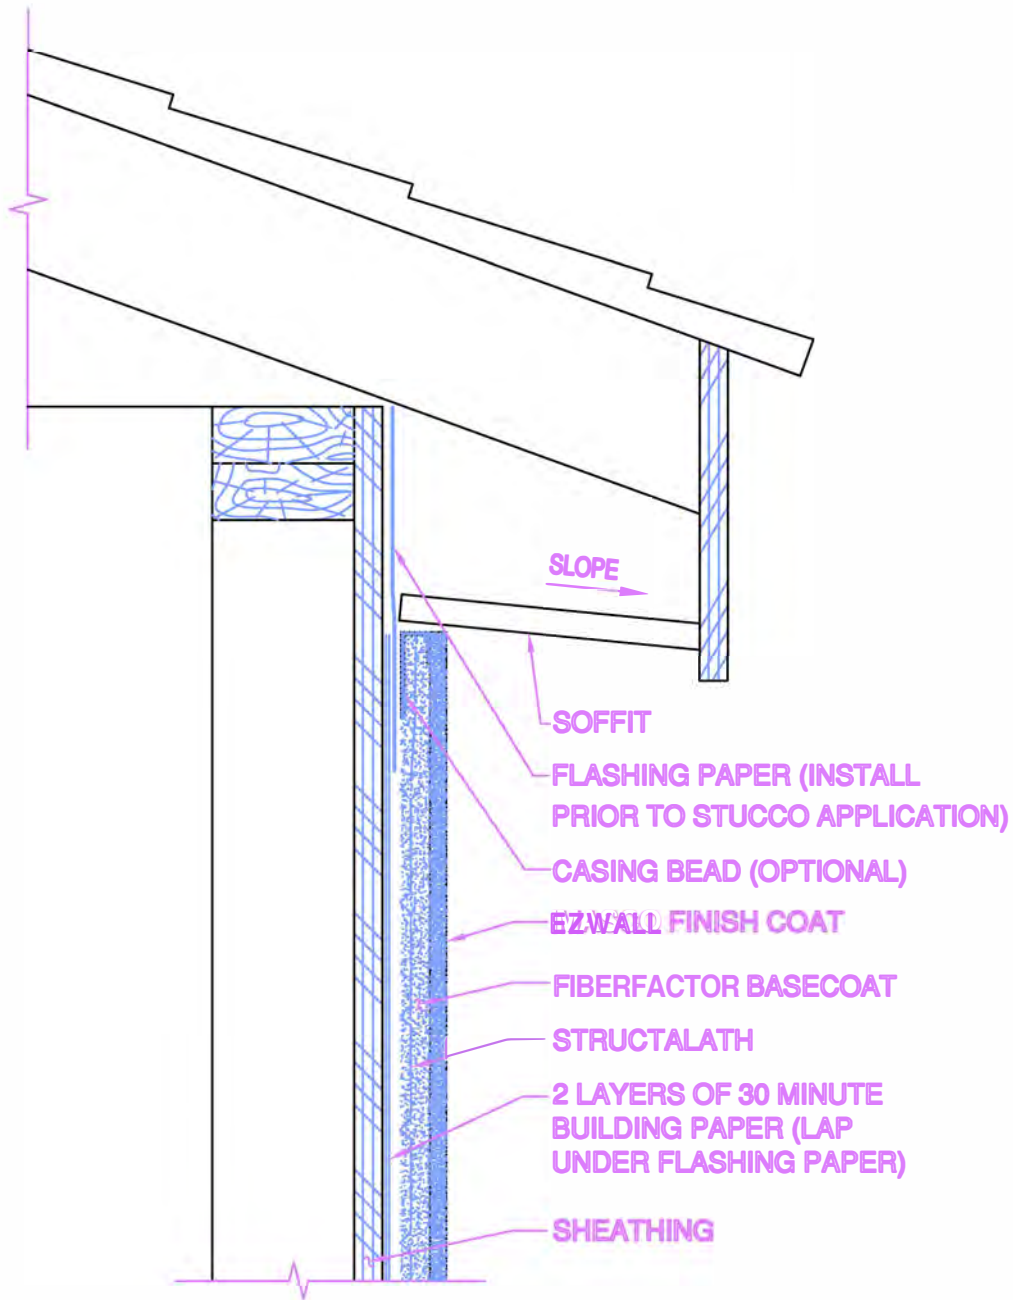 SLOPE
SOFFIT
FLASHING PAPER (INSTALL
PRIOR TO STUCCO APPLICATION)
CASING BEAD (OPTIONAL)
EZWALL FINISH COAT
FIBERFACTOR BASECOAT
STRUCTALATH
2 LAYERS OF 30 MINUTE
BUILDING PAPER (LAP
UNDER FLASHING PAPER)
SHEATHING